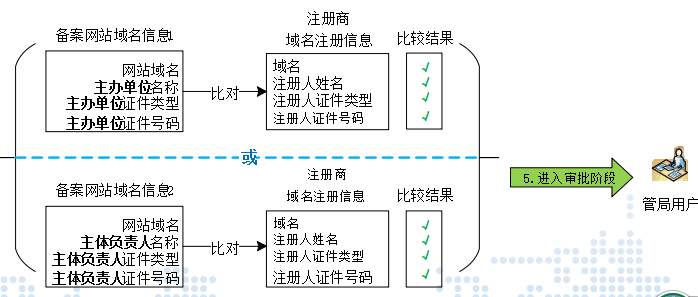 注册商
备案网站域名信息1
域名注册信息
比较结果
网站域名
主办单位名称
主办单位证件类型
主办单位证件号码
比对
域名
注册人姓名
注册人证件类型
注册人证件号码
或
5.进入审批阶段
管局用户
注册商
备案网站域名信息2
域名注册信息
比较结果
网站域名
主体负责人名称
主体负责人证件类型
主体负责人证件号码
比对
域名
注册人姓名
注册人证件类型
注册人证件号码